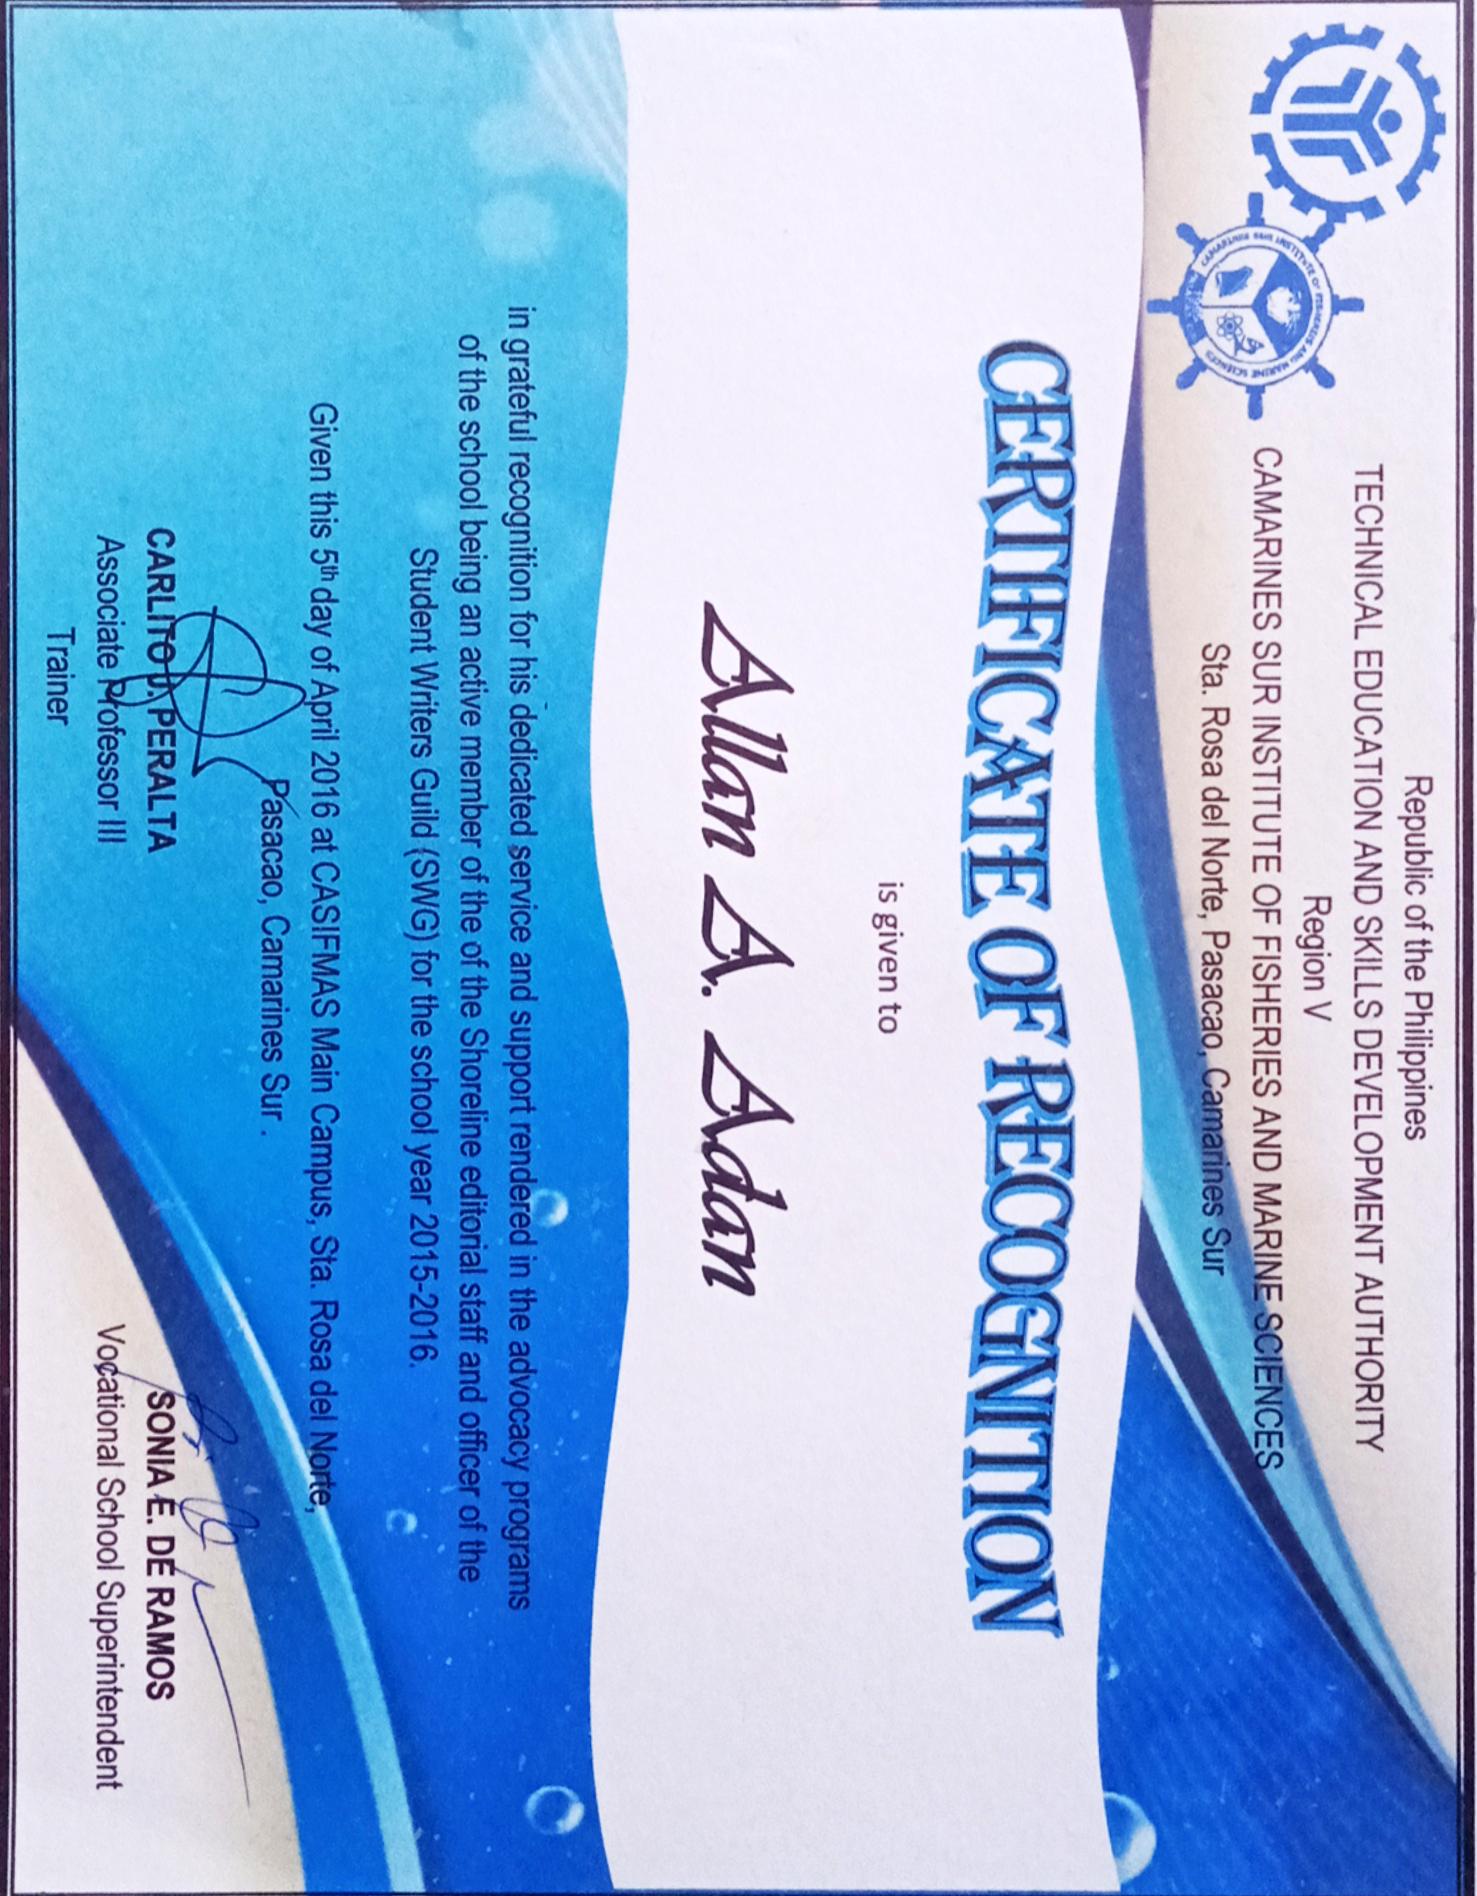 Republic of the Philippines
TECHNICAL EDUCATION AND SKILLS DEVELOPMENT AUTHORITY
Region V
CAMARINES SUR INSTITUTE OF FISHERIES AND MARINE SCIENCES
Sta. Rosa del Norte, Pasacao, Camarines Sur
CERTIFICATE OF RECOGNITION
is given to
Allan A. Adan
in grateful recognition for his dedicated service and support rendered in the advocacy programs
of the school being an active member of the of the Shoreline editorial staff and officer of the
Student Writers Guild (SWG) for the school year 2015-2016.
Given this 5th day of April 2016 at CASIFMAS Main Campus, Sta. Rosa del Norte,
Pasacao, Camarines Sur .
CARLITO J. PERALTA
Associate Professor III
Trainer
SONIA E. DE RAMOS
Vocational School Superintendent